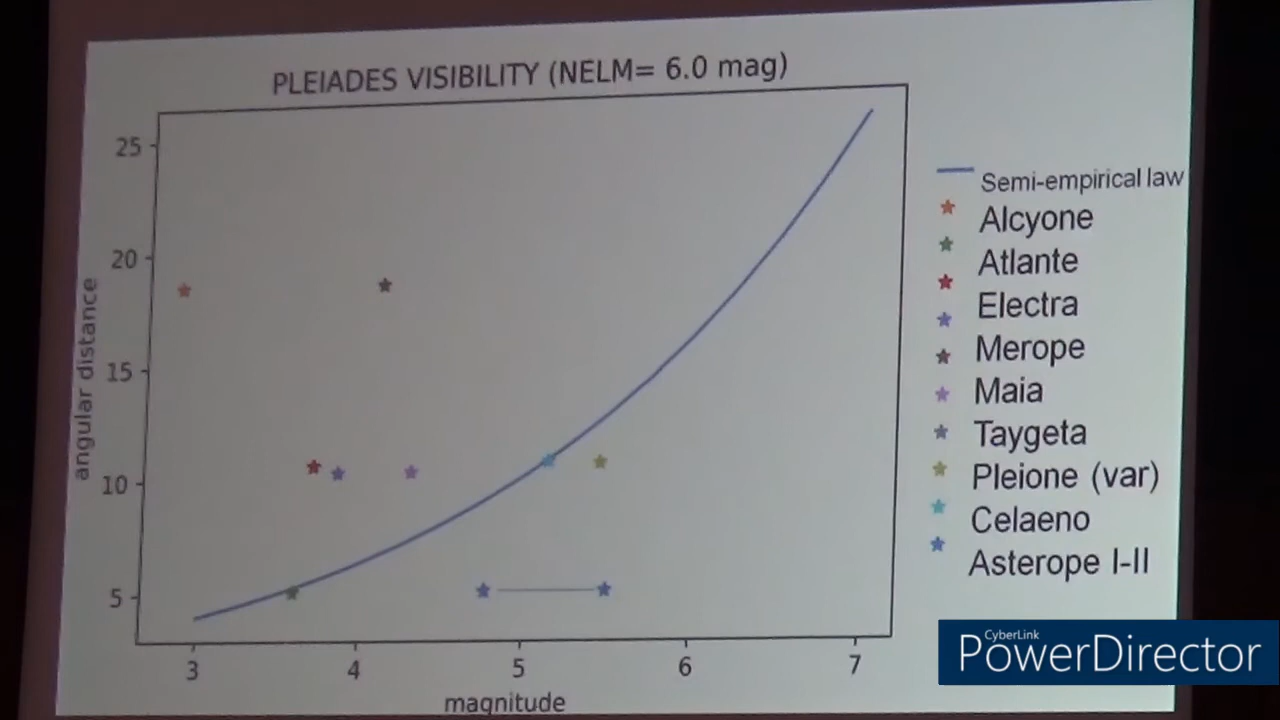 PLEIADES VISIBILITY (NELM= 6.0 mag)
25
20
15
10
5
angular distance
3 4 5 6 7
magnitude
Semi-empirical law
Alcyone
Atlante
Electra
Merope
Maia
Taygeta
Pleione (var)
Celaeno
Asterope I-II
CyberLink
PowerDirector